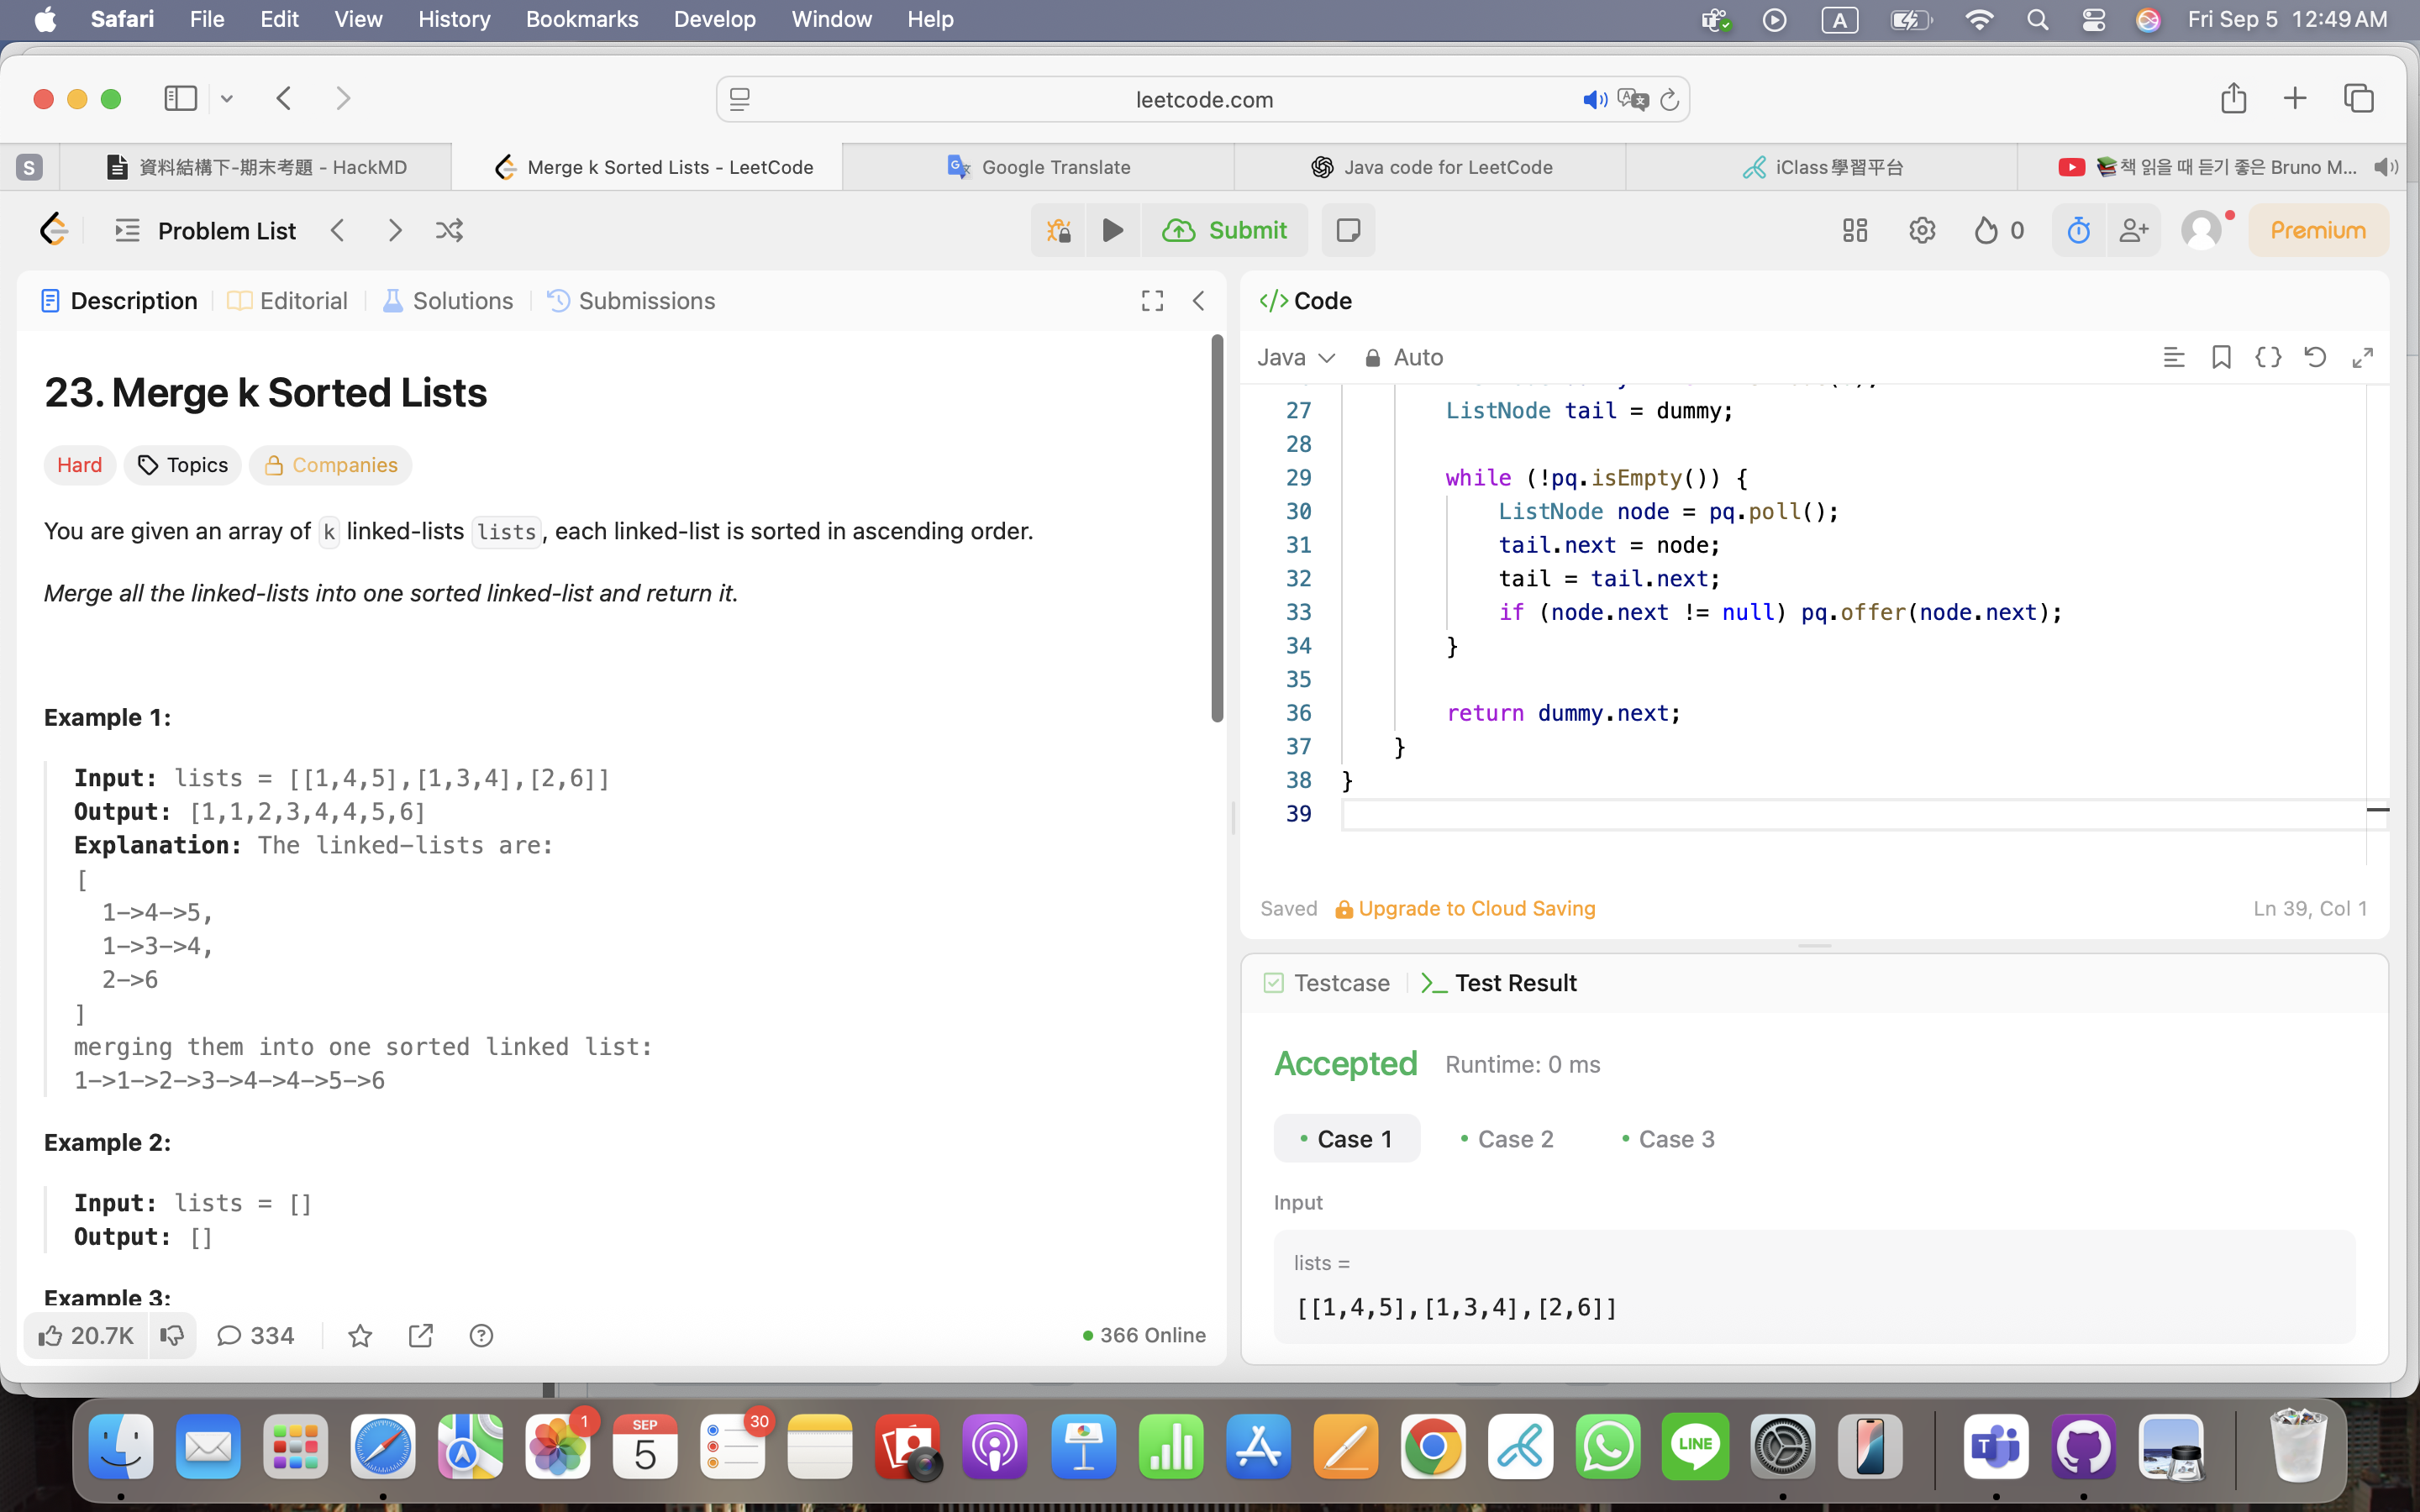 Safari File Edit View History Bookmarks Develop Window Help A Fri Sep 5 12:49 AM
leetcode.com
S 資料結構下-期末考題 - HackMD Merge k Sorted Lists - LeetCode Google Translate Java code for LeetCode iClass 學習平台 📚책 읽을 때 듣기 좋은 Bruno M...
Problem List Submit 0 Premium
Description Editorial Solutions Submissions
23. Merge k Sorted Lists
Hard Topics Companies
You are given an array of k linked-lists lists, each linked-list is sorted in ascending order.
Merge all the linked-lists into one sorted linked-list and return it.
Example 1:
Input: lists = [[1,4,5],[1,3,4],[2,6]]
Output: [1,1,2,3,4,4,5,6]
Explanation: The linked-lists are:
[
1->4->5,
1->3->4,
2->6
]
merging them into one sorted linked list:
1->1->2->3->4->4->5->6
Example 2:
Input: lists = []
Output: []
Example 3:
20.7K 334 366 Online
Code
Java Auto
27 ListNode tail = dummy;
28
29 while (!pq.isEmpty()) {
30 ListNode node = pq.poll();
31 tail.next = node;
32 tail = tail.next;
33 if (node.next != null) pq.offer(node.next);
34 }
35
36 return dummy.next;
37 }
38 }
39
Saved Upgrade to Cloud Saving Ln 39, Col 1
Testcase Test Result
Accepted Runtime: 0 ms
Case 1 Case 2 Case 3
Input
lists =
[[1,4,5],[1,3,4],[2,6]]
1 SEP 5 30 LINE T